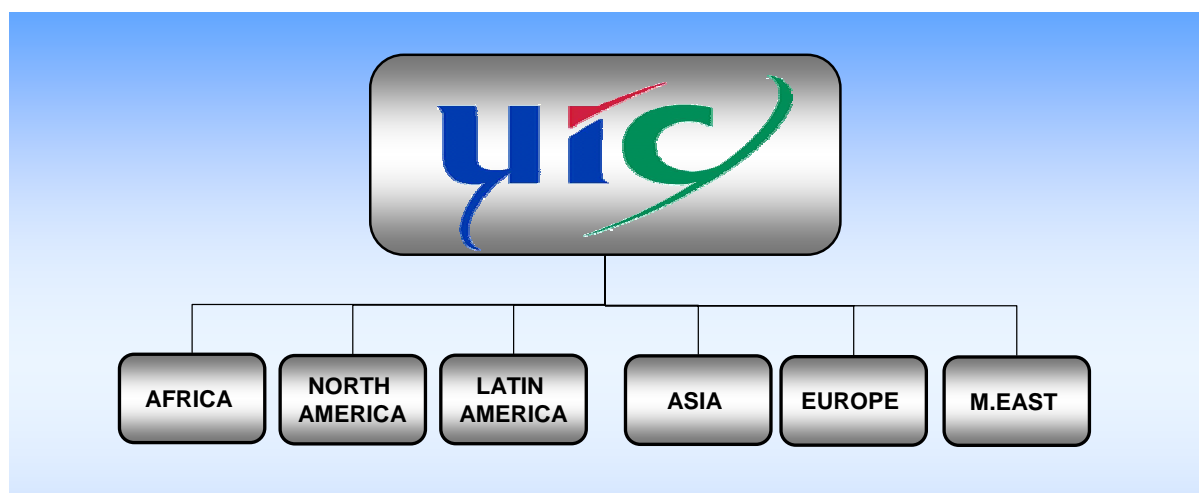 uic
AFRICA
NORTH
AMERICA
LATIN
AMERICA
ASIA
EUROPE
M.EAST